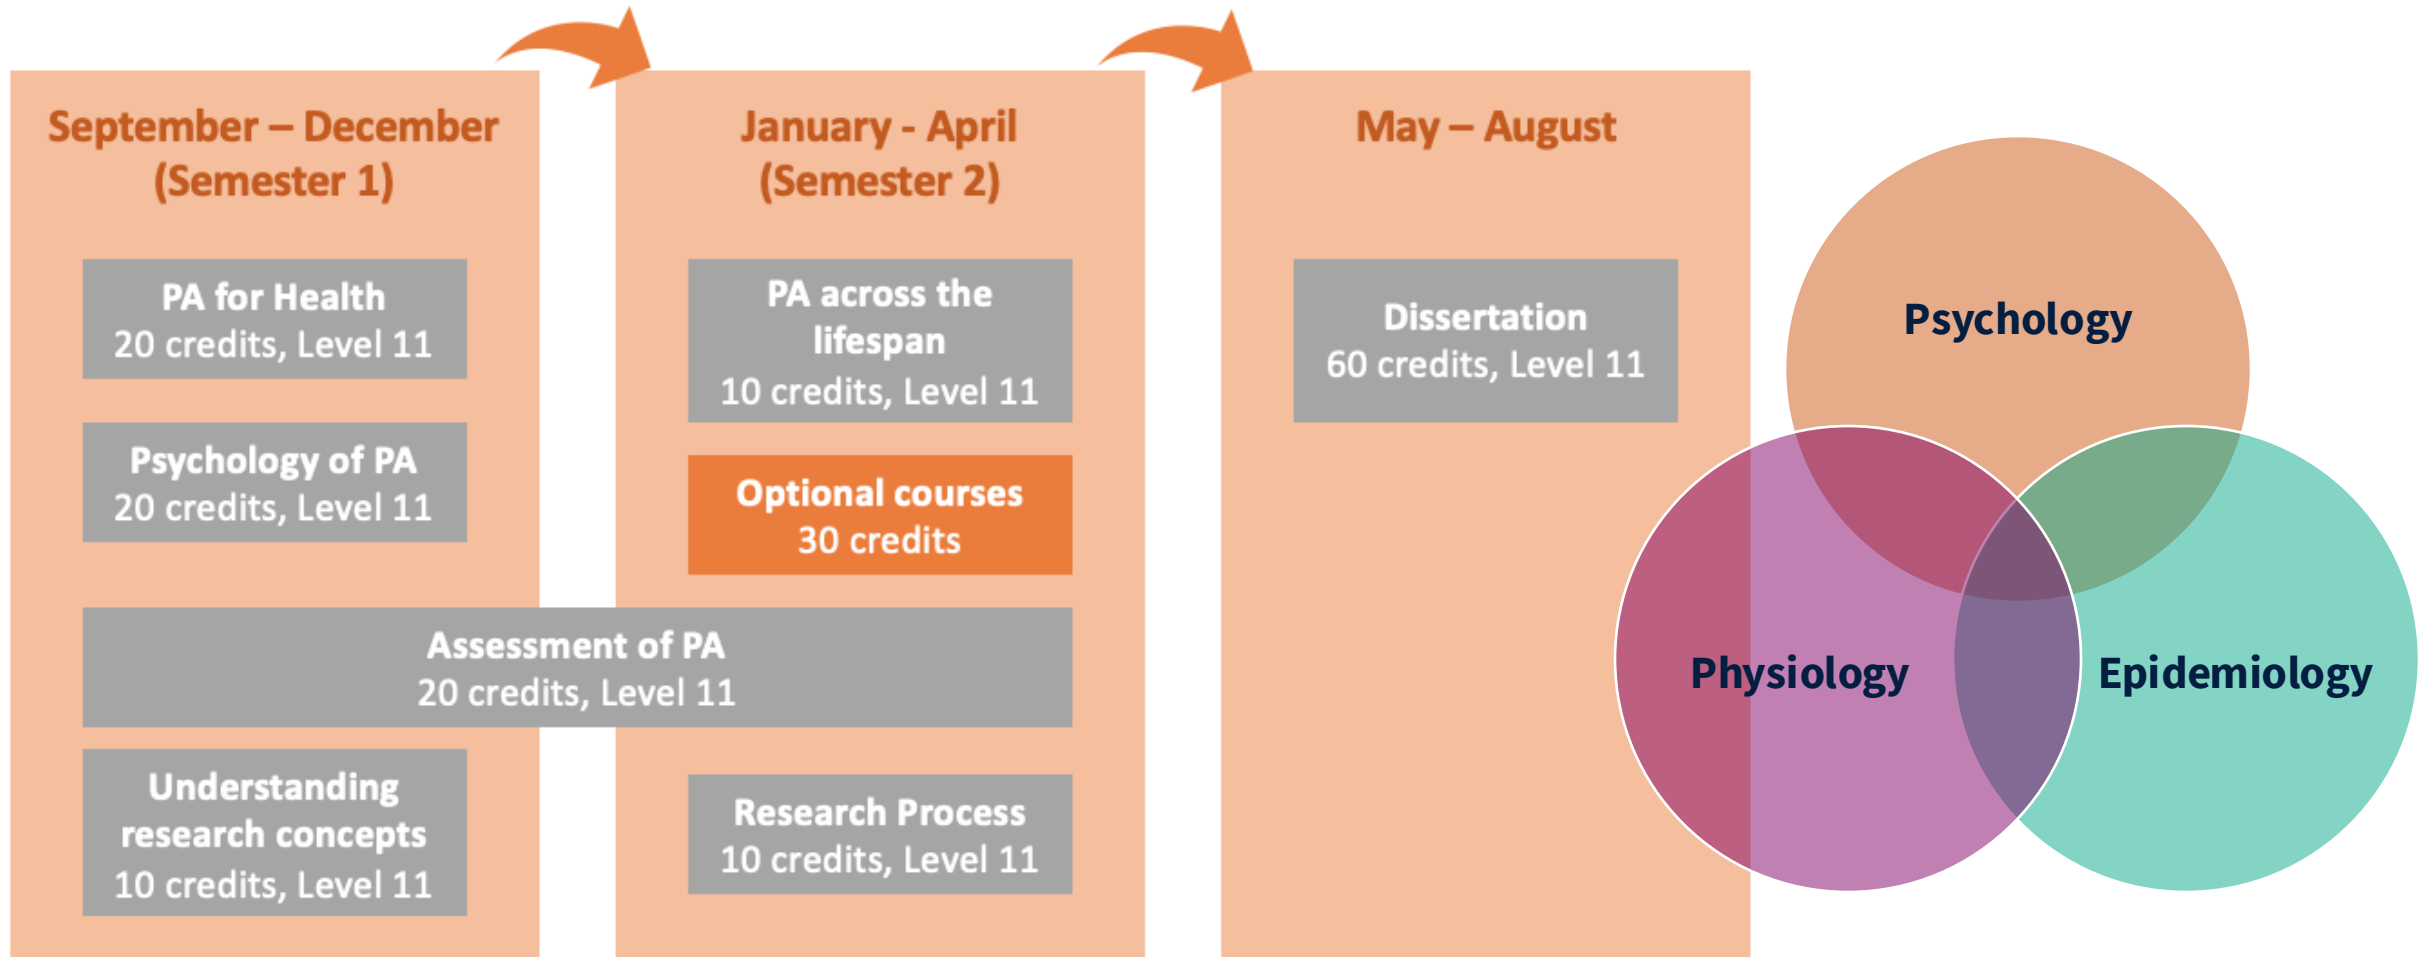 September – December
(Semester 1)
PA for Health
20 credits, Level 11
Psychology of PA
20 credits, Level 11
Assessment of PA
20 credits, Level 11
Understanding
research concepts
10 credits, Level 11
January - April
(Semester 2)
PA across the
lifespan
10 credits, Level 11
Optional courses
30 credits
Research Process
10 credits, Level 11
May – August
Dissertation
60 credits, Level 11
Psychology
Physiology
Epidemiology